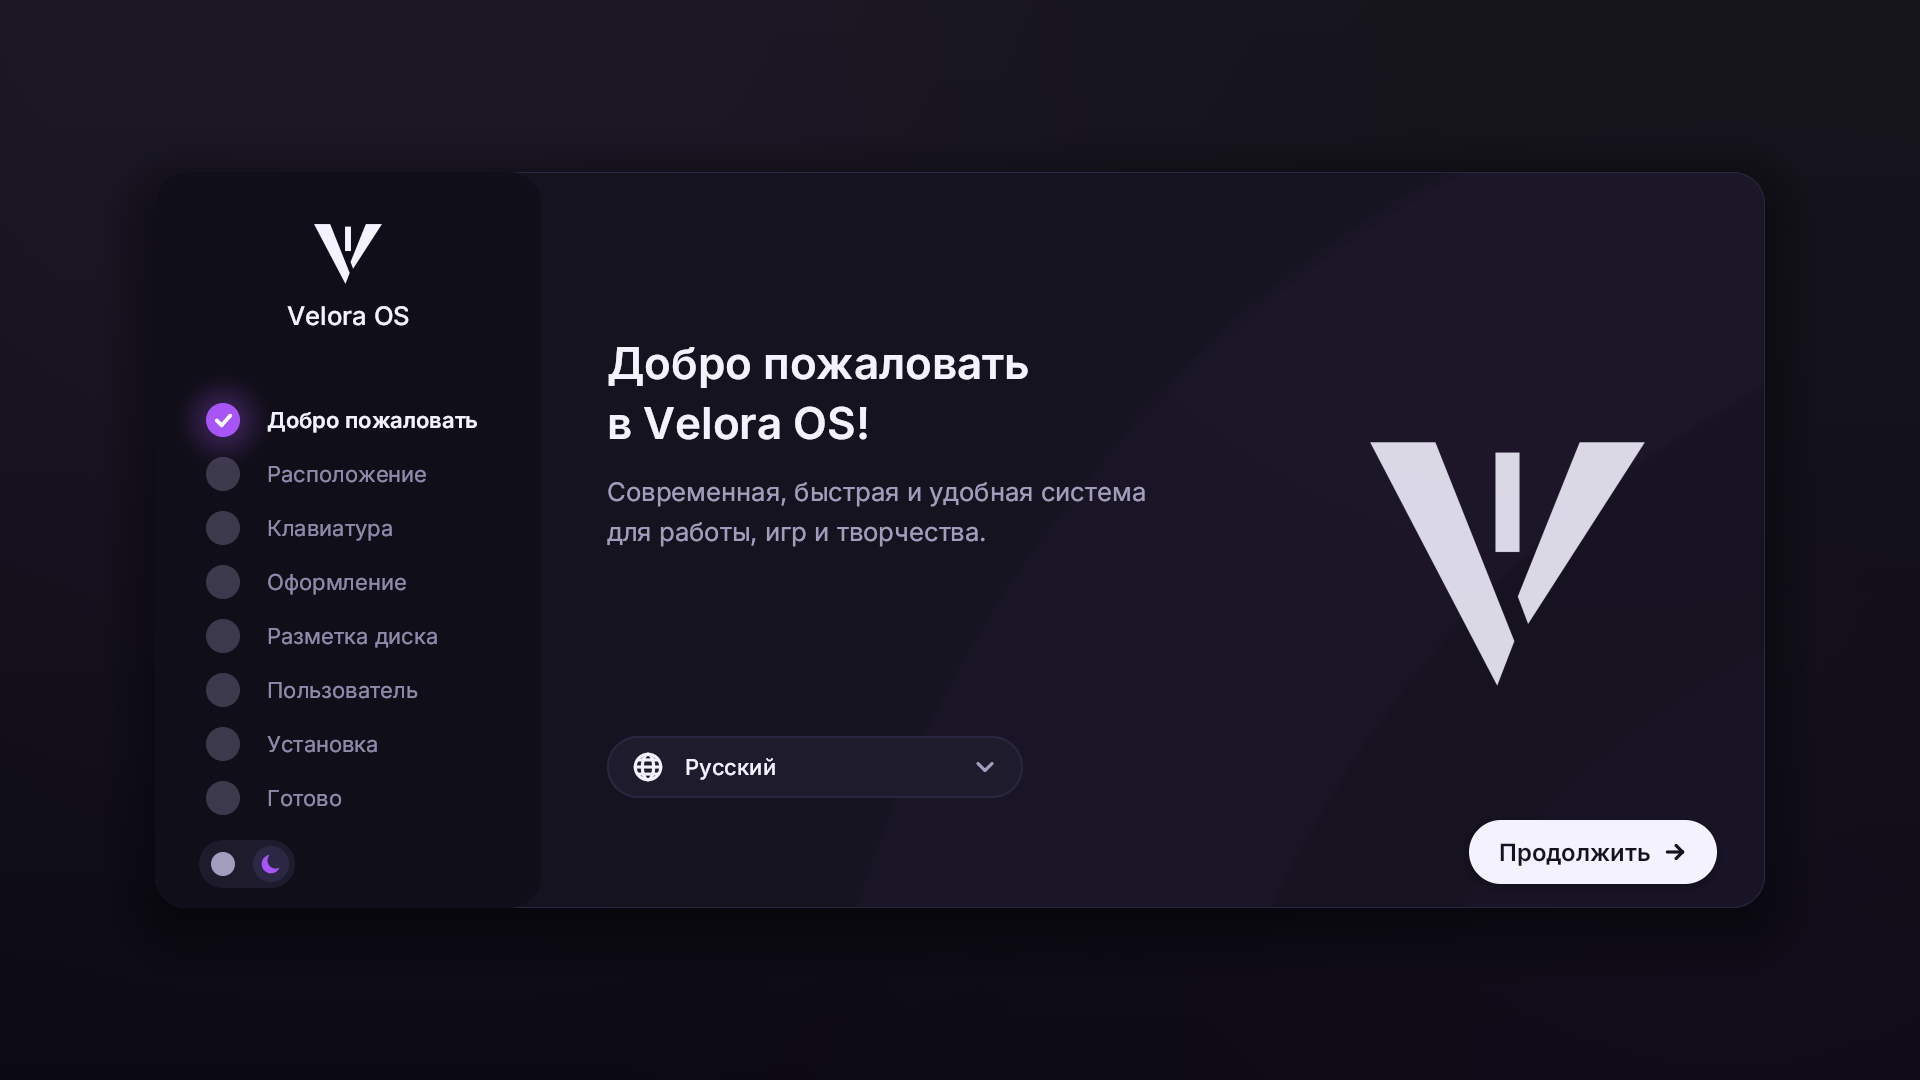 Velora OS
Добро пожаловать
Расположение
Клавиатура
Оформление
Разметка диска
Пользователь
Установка
Готово
Добро пожаловать
в Velora OS!
Современная, быстрая и удобная система
для работы, игр и творчества.
Русский
Продолжить